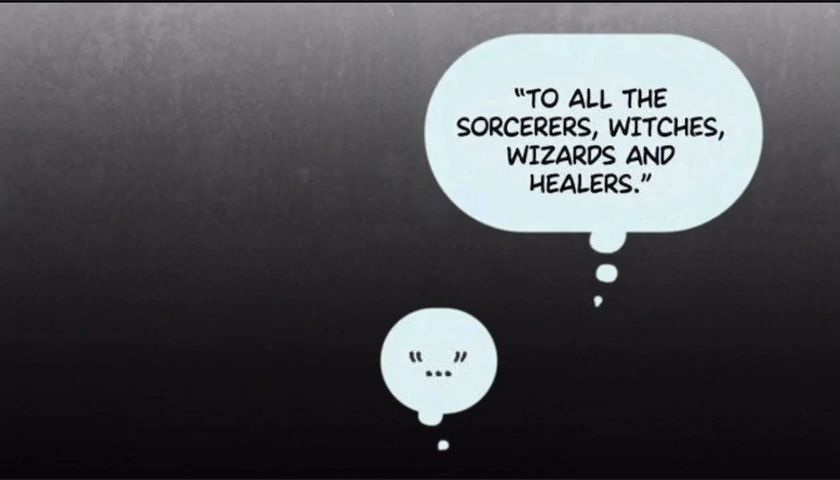 “TO ALL THE
SORCERERS, WITCHES,
WIZARDS AND
HEALERS.”
“...”